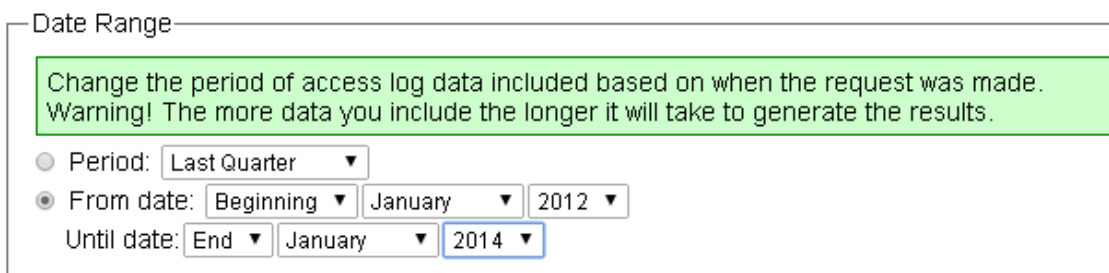 Date Range
Change the period of access log data included based on when the request was made.
Warning! The more data you include the longer it will take to generate the results.
Period: Last Quarter
From date: Beginning January 2012
Until date: End January 2014